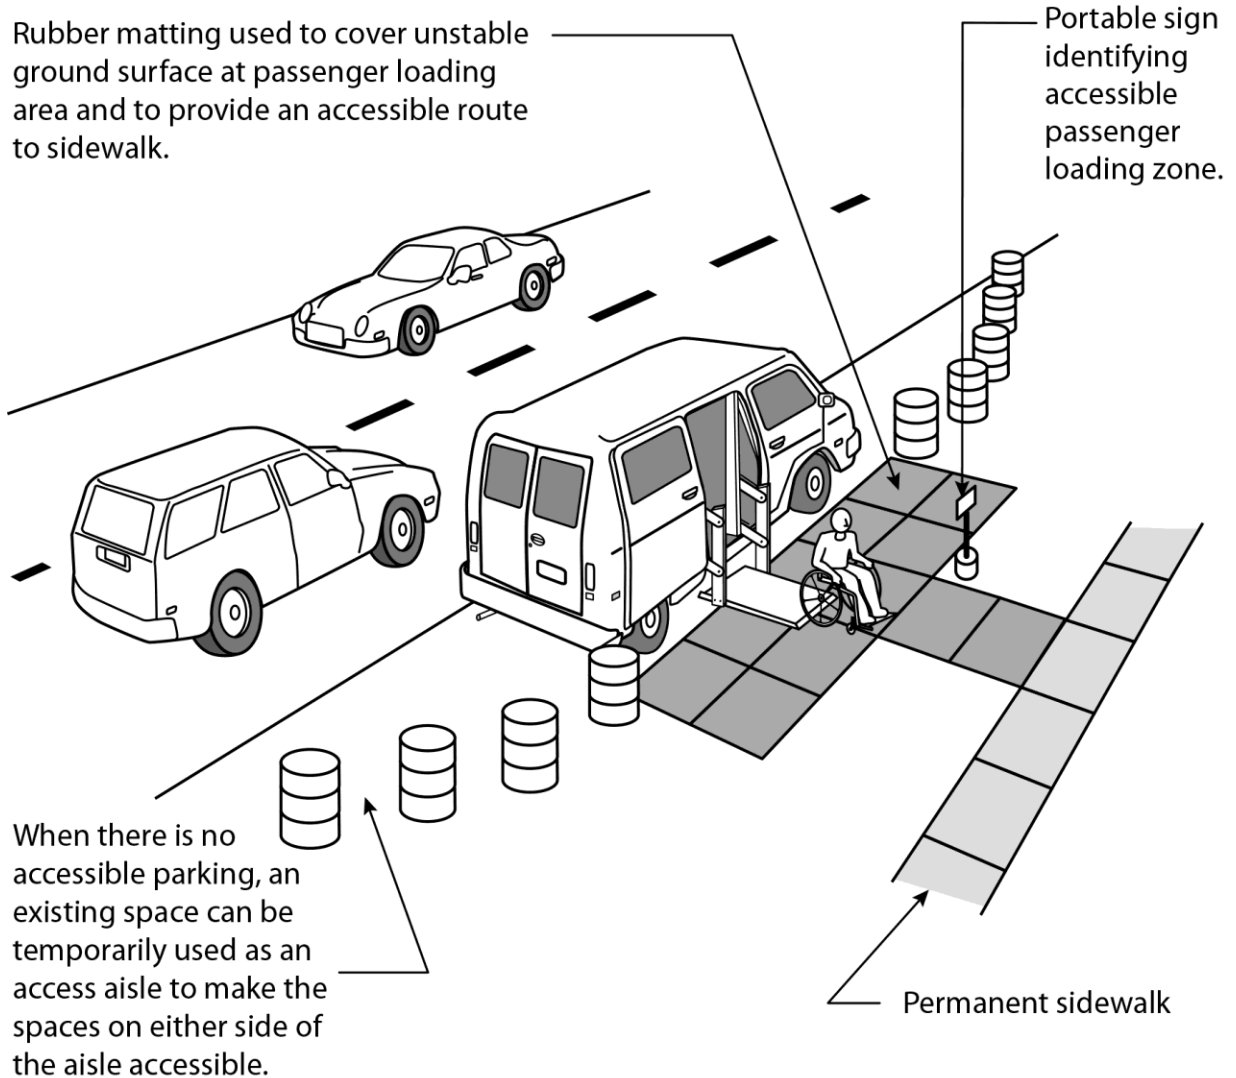 Rubber matting used to cover unstable
ground surface at passenger loading
area and to provide an accessible route
to sidewalk.
Portable sign
identifying
accessible
passenger
loading zone.
When there is no
accessible parking, an
existing space can be
temporarily used as an
access aisle to make the
spaces on either side of
the aisle accessible.
Permanent sidewalk